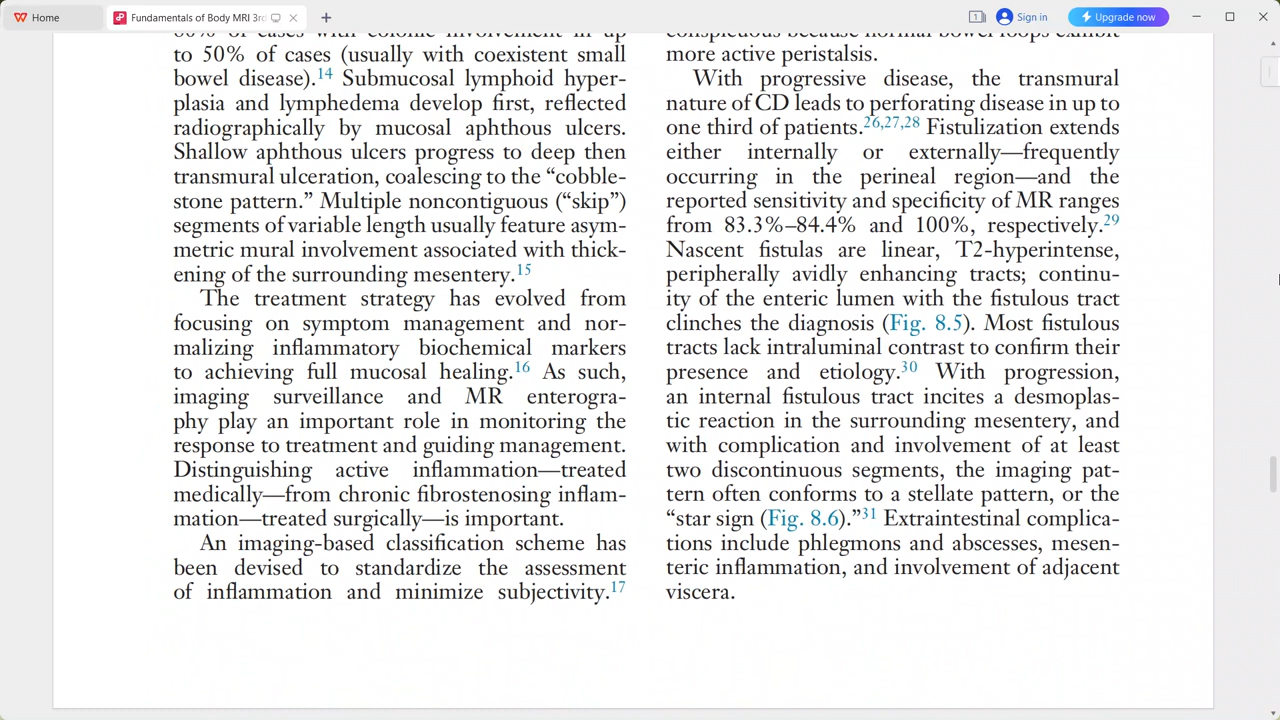 Home
Fundamentals of Body MRI 3rd
Sign in
Upgrade now
60% of cases with colonic involvement in up
to 50% of cases (usually with coexistent small
bowel disease).14 Submucosal lymphoid hyper-
plasia and lymphedema develop first, reflected
radiographically by mucosal aphthous ulcers.
Shallow aphthous ulcers progress to deep then
transmural ulceration, coalescing to the “cobble-
stone pattern.” Multiple noncontiguous (“skip”)
segments of variable length usually feature asym-
metric mural involvement associated with thick-
ening of the surrounding mesentery.15
The treatment strategy has evolved from
focusing on symptom management and nor-
malizing inflammatory biochemical markers
to achieving full mucosal healing.16 As such,
imaging surveillance and MR enterogra-
phy play an important role in monitoring the
response to treatment and guiding management.
Distinguishing active inflammation—treated
medically—from chronic fibrostenosing inflam-
mation—treated surgically—is important.
An imaging-based classification scheme has
been devised to standardize the assessment
of inflammation and minimize subjectivity.17
conspicuous because normal bowel loops exhibit
more active peristalsis.
With progressive disease, the transmural
nature of CD leads to perforating disease in up to
one third of patients.26,27,28 Fistulization extends
either internally or externally—frequently
occurring in the perineal region—and the
reported sensitivity and specificity of MR ranges
from 83.3%–84.4% and 100%, respectively.29
Nascent fistulas are linear, T2-hyperintense,
peripherally avidly enhancing tracts; continu-
ity of the enteric lumen with the fistulous tract
clinches the diagnosis (Fig. 8.5). Most fistulous
tracts lack intraluminal contrast to confirm their
presence and etiology.30 With progression,
an internal fistulous tract incites a desmoplas-
tic reaction in the surrounding mesentery, and
with complication and involvement of at least
two discontinuous segments, the imaging pat-
tern often conforms to a stellate pattern, or the
“star sign (Fig. 8.6).”31 Extraintestinal complica-
tions include phlegmons and abscesses, mesen-
teric inflammation, and involvement of adjacent
viscera.